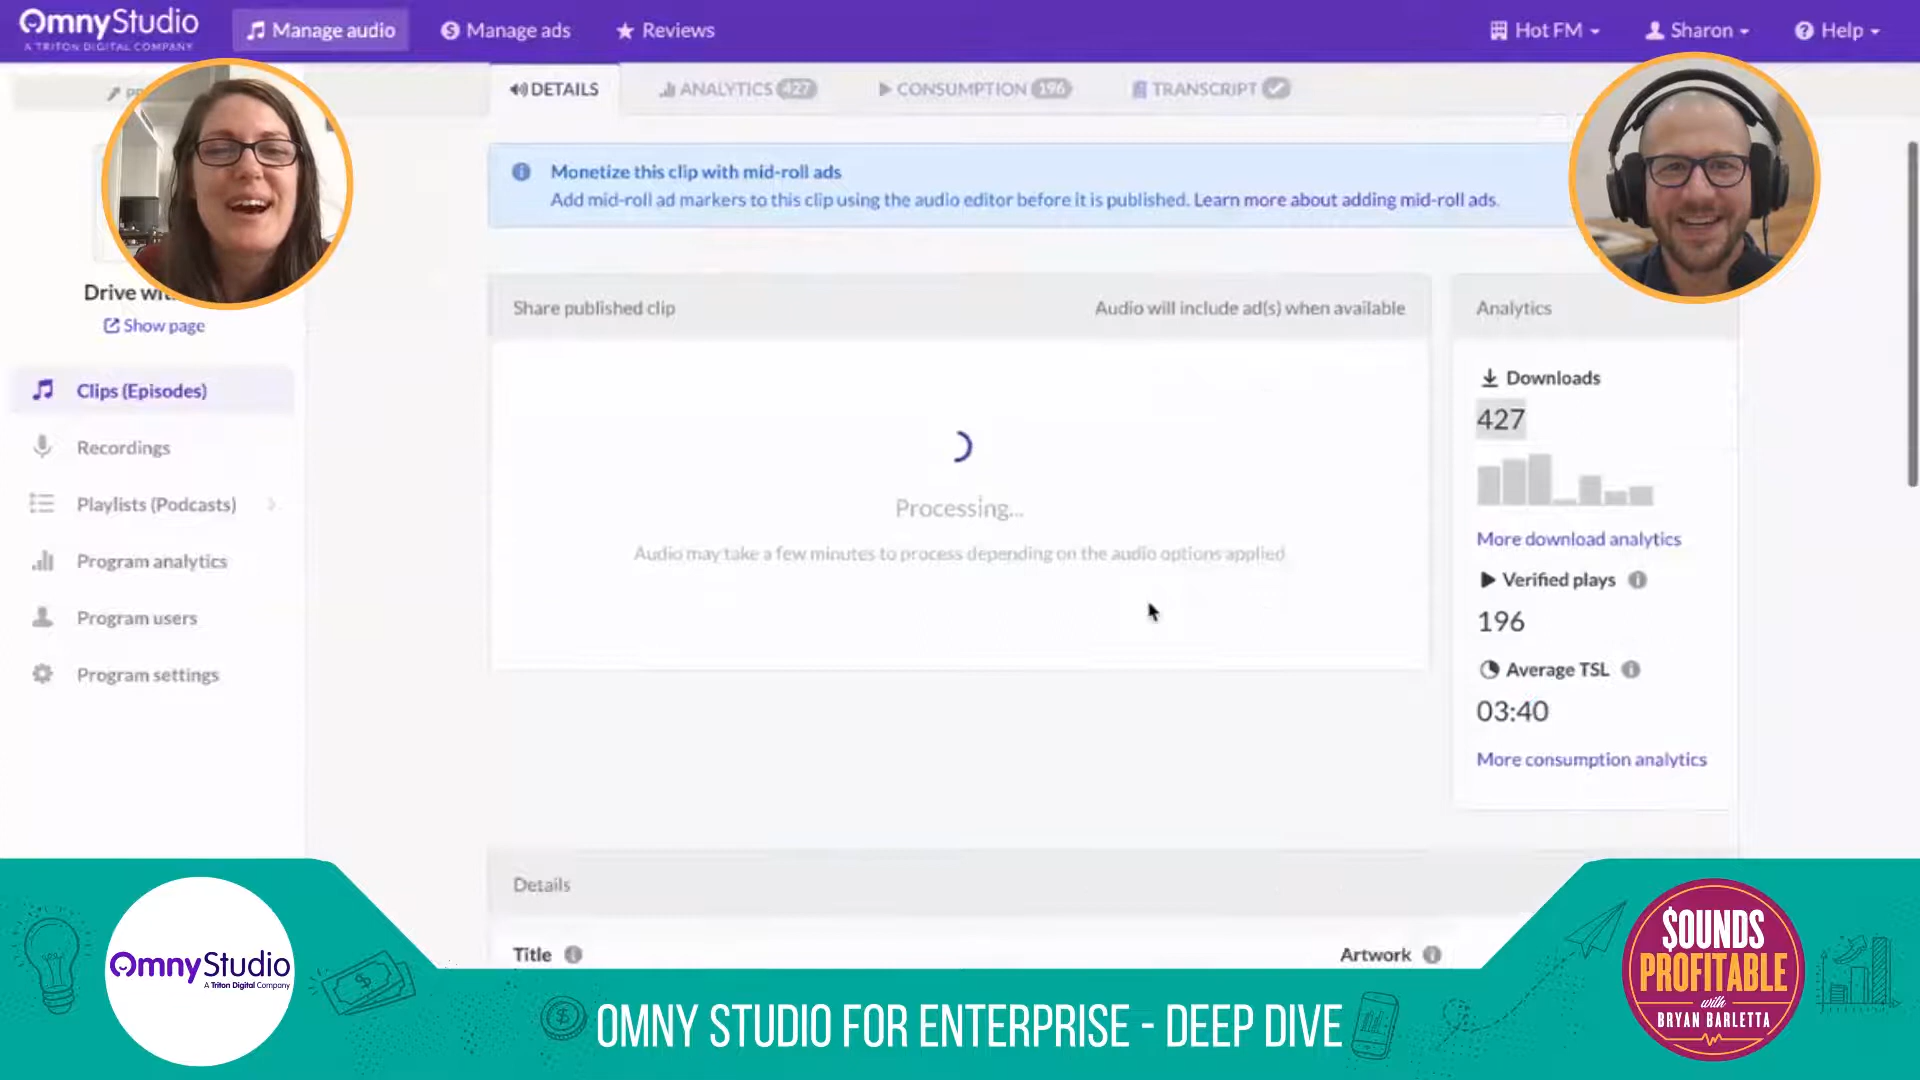 OmnyStudio
A TRITON DIGITAL COMPANY
Manage audio
Manage ads
Reviews
Hot FM
Sharon
Help
DETAILS
ANALYTICS 427
CONSUMPTION 196
TRANSCRIPT
Monetize this clip with mid-roll ads
Add mid-roll ad markers to this clip using the audio editor before it is published. Learn more about adding mid-roll ads.
Drive
Show page
Clips (Episodes)
Recordings
Playlists (Podcasts)
Program analytics
Program users
Program settings
Share published clip
Audio will include ad(s) when available
Processing...
Audio may take a few minutes to process depending on the audio options applied
Analytics
Downloads
427
More download analytics
Verified plays
196
Average TSL
03:40
More consumption analytics
Details
Title
Artwork
OmnyStudio
A Triton Digital Company
OMNY STUDIO FOR ENTERPRISE - DEEP DIVE
$OUNDS
PROFITABLE
with
BRYAN BARLETTA